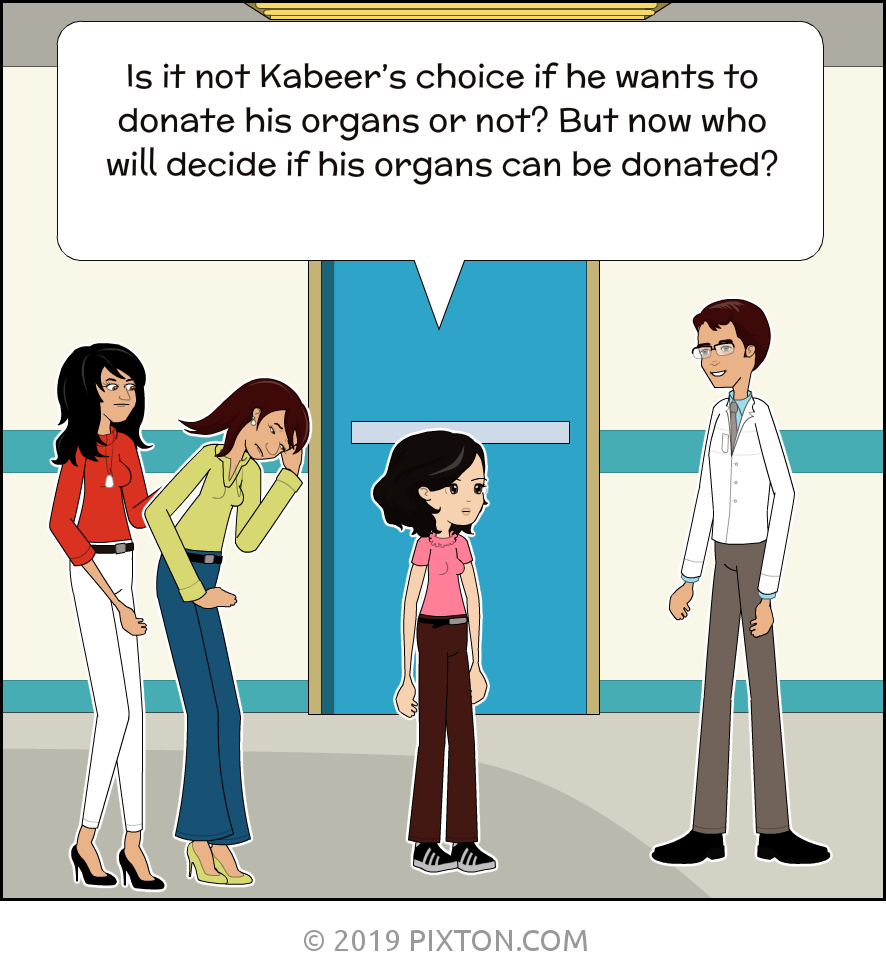 Is it not Kabeer's choice if he wants to
donate his organs or not? But now who
will decide if his organs can be donated?
© 2019 PIXTON.COM